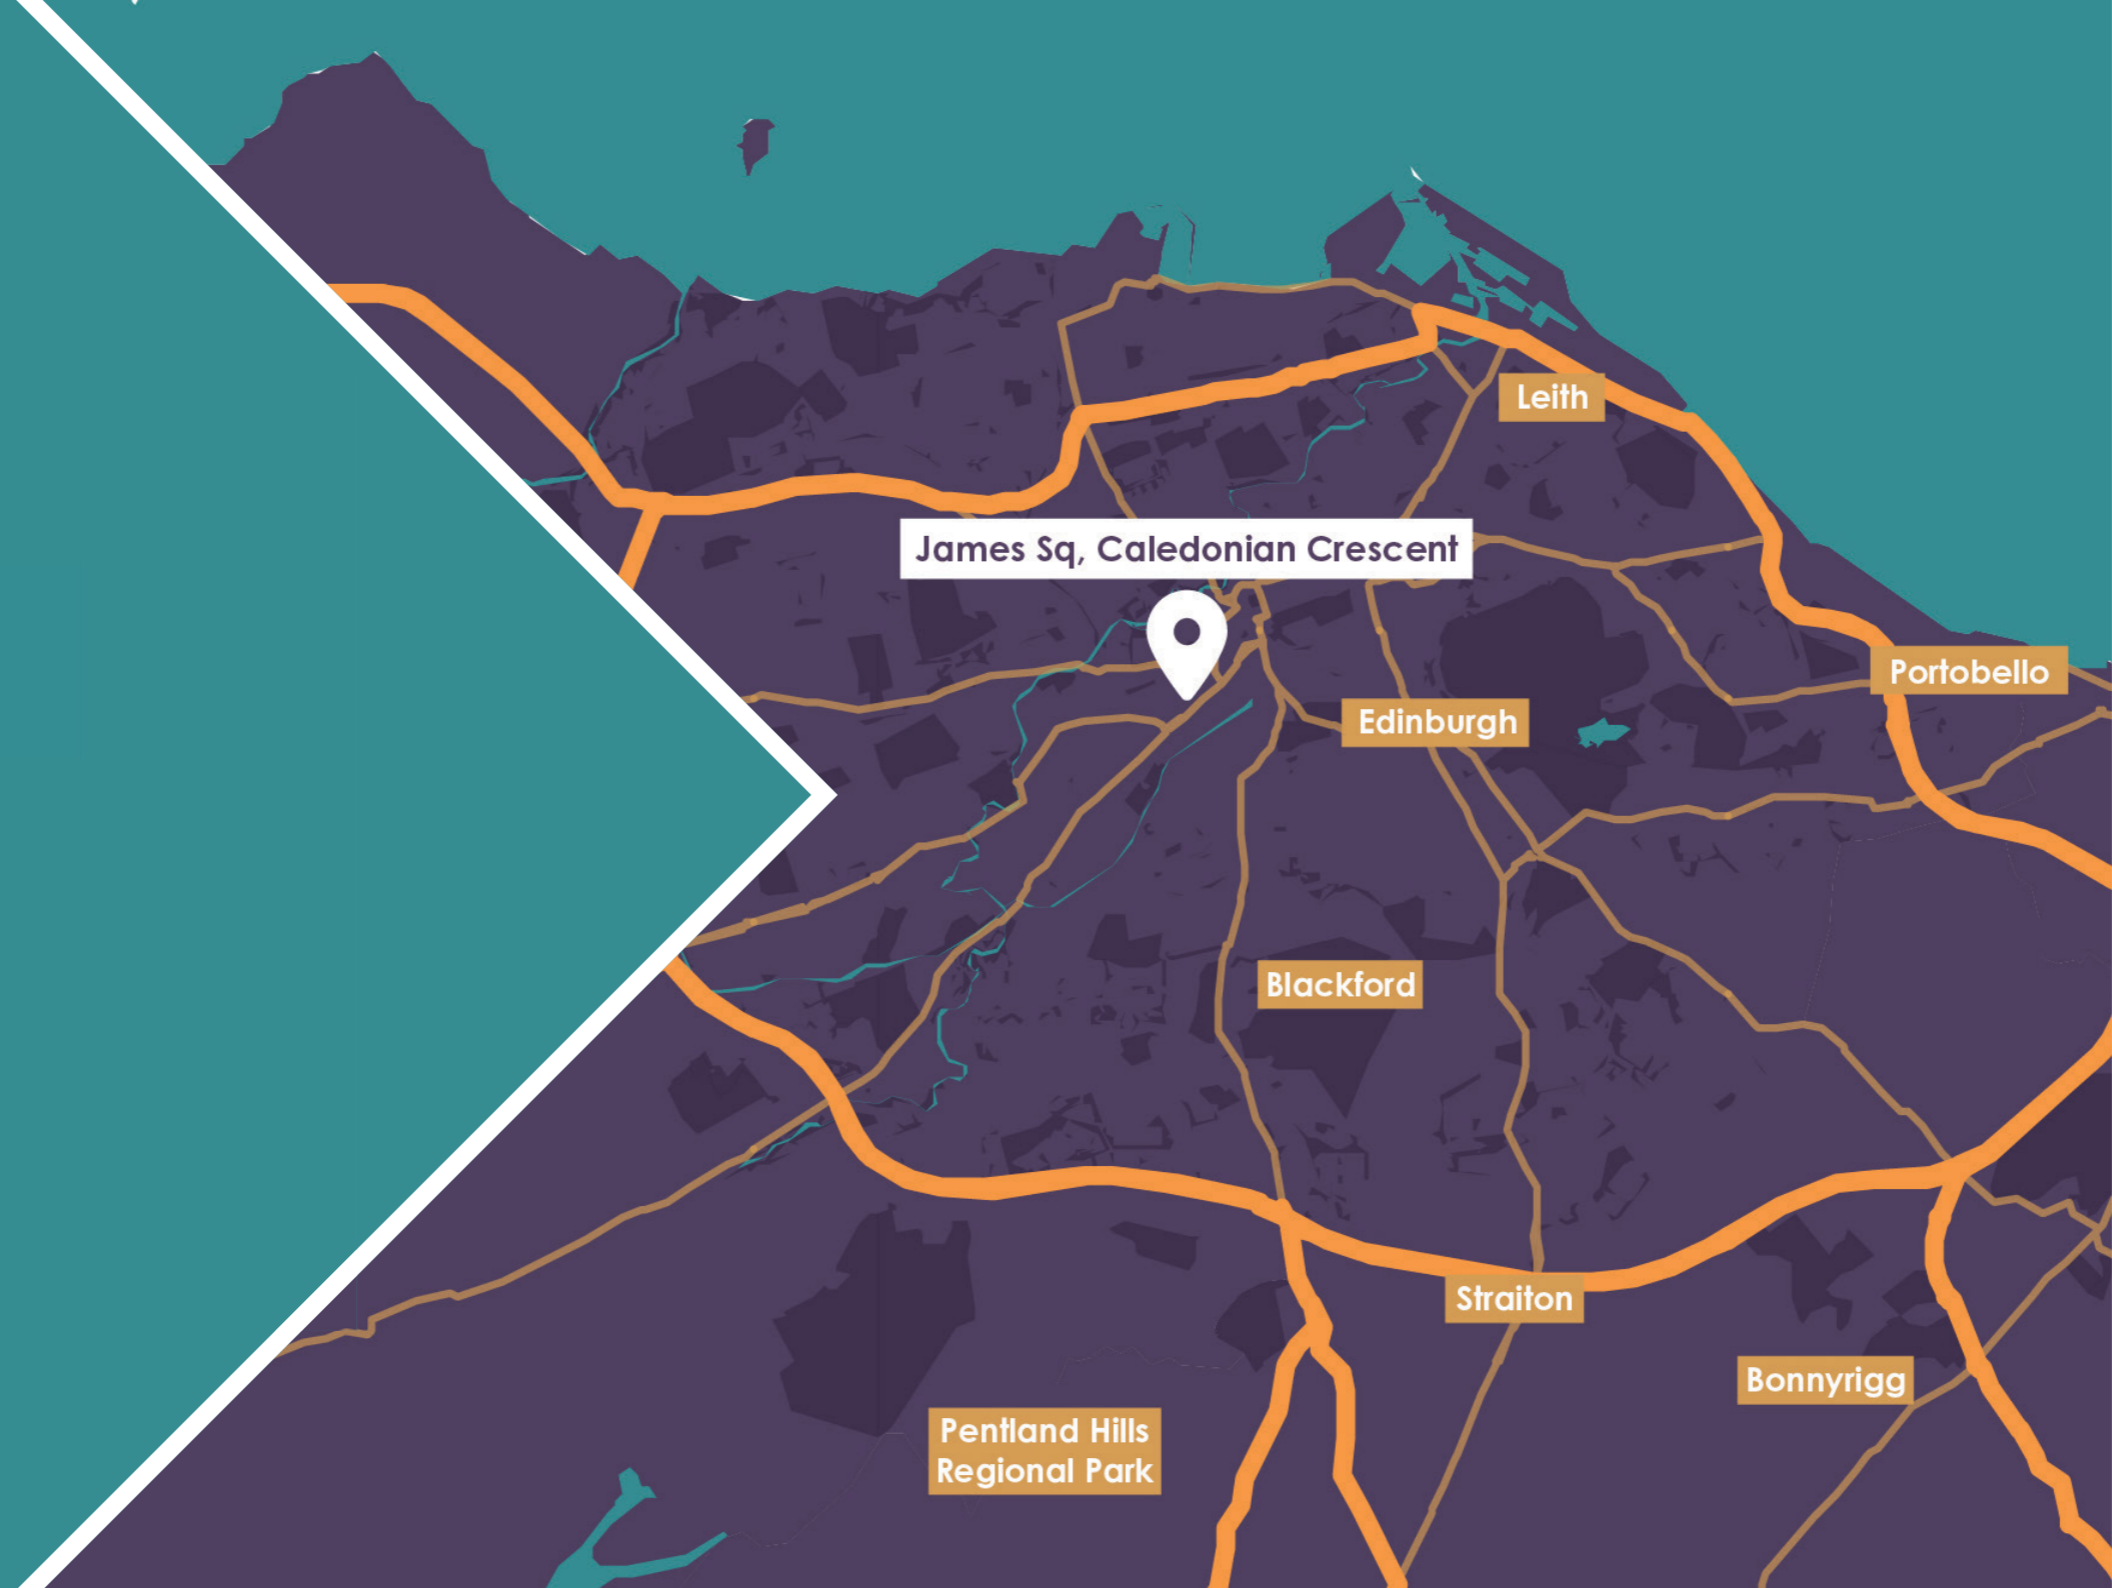 Leith
James Sq, Caledonian Crescent
Portobello
Edinburgh
Blackford
Straiton
Bonnyrigg
Pentland Hills
Regional Park